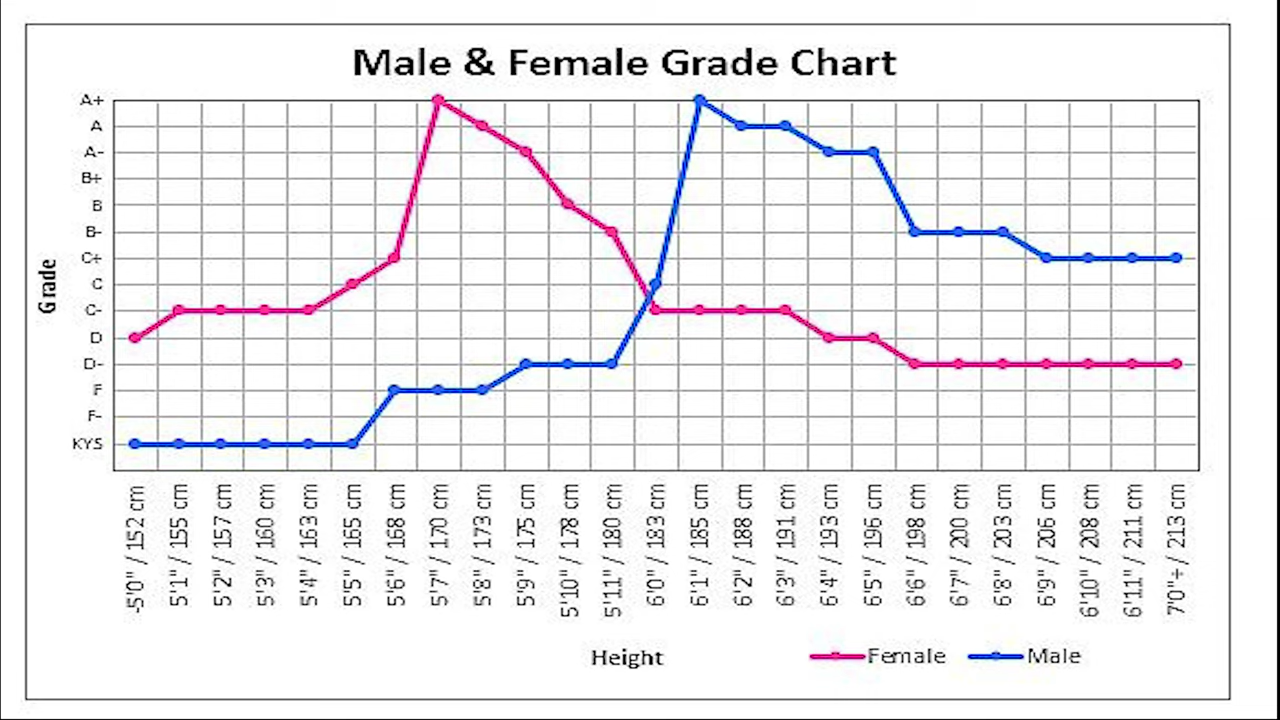 Male & Female Grade Chart
A+
A
A-
B+
B
B-
C+
C
C-
D
D-
F
F-
KYS
Grade
-5'0" / 152 cm
5'1" / 155 cm
5'2" / 157 cm
5'3" / 160 cm
5'4" / 163 cm
5'5" / 165 cm
5'6" / 168 cm
5'7" / 170 cm
5'8" / 173 cm
5'9" / 175 cm
5'10" / 178 cm
5'11" / 180 cm
6'0" / 183 cm
6'1" / 185 cm
6'2" / 188 cm
6'3" / 191 cm
6'4" / 193 cm
6'5" / 196 cm
6'6" / 198 cm
6'7" / 200 cm
6'8" / 203 cm
6'9" / 206 cm
6'10" / 208 cm
6'11" / 211 cm
7'0"+ / 213 cm
Height
Female
Male